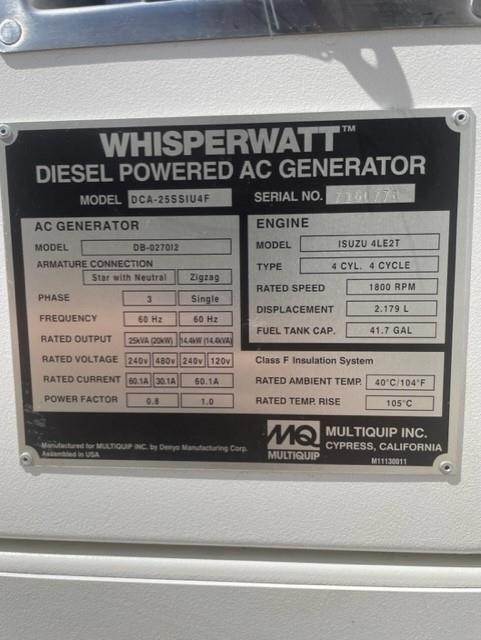 WHISPERWATT™
DIESEL POWERED AC GENERATOR
MODEL DCA-25SSIU4F SERIAL NO.
AC GENERATOR
MODEL DB-0270I2
ARMATURE CONNECTION
Star with Neutral Zigzag
PHASE 3 Single
FREQUENCY 60 Hz 60 Hz
RATED OUTPUT 25kVA (20kW) 14.4kW (14.4kVA)
RATED VOLTAGE 240v 480v 240v 120v
RATED CURRENT 60.1A 30.1A 60.1A
POWER FACTOR 0.8 1.0
ENGINE
MODEL ISUZU 4LE2T
TYPE 4 CYL. 4 CYCLE
RATED SPEED 1800 RPM
DISPLACEMENT 2.179 L
FUEL TANK CAP. 41.7 GAL
Class F Insulation System
RATED AMBIENT TEMP. 40°C/104°F
RATED TEMP. RISE 105°C
Manufactured for MULTIQUIP INC. by Denyo Manufacturing Corp.
Assembled in USA
MQ
MULTIQUIP
MULTIQUIP INC.
CYPRESS, CALIFORNIA
M11130011